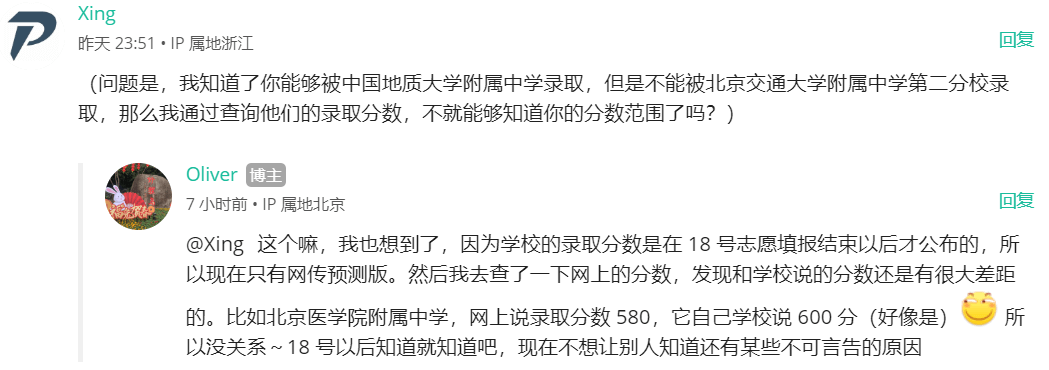 Xing
昨天 23:51 • IP 属地浙江
回复
（问题是，我知道了你能够被中国地质大学附属中学录取，但是不能被北京交通大学附属中学第二分校录
取，那么我通过查询他们的录取分数，不就能够知道你的分数范围了吗？）
Oliver 博主
7 小时前 • IP 属地北京
回复
@Xing 这个嘛，我也想到了，因为学校的录取分数是在 18 号志愿填报结束以后才公布的，所
以现在只有网传预测版。然后我去查了一下网上的分数，发现和学校说的分数还是有很大差距
的。比如北京医学院附属中学，网上说录取分数 580，它自己学校说 600 分（好像是） 所
以没关系～18 号以后知道就知道吧，现在不想让别人知道还有某些不可言告的原因